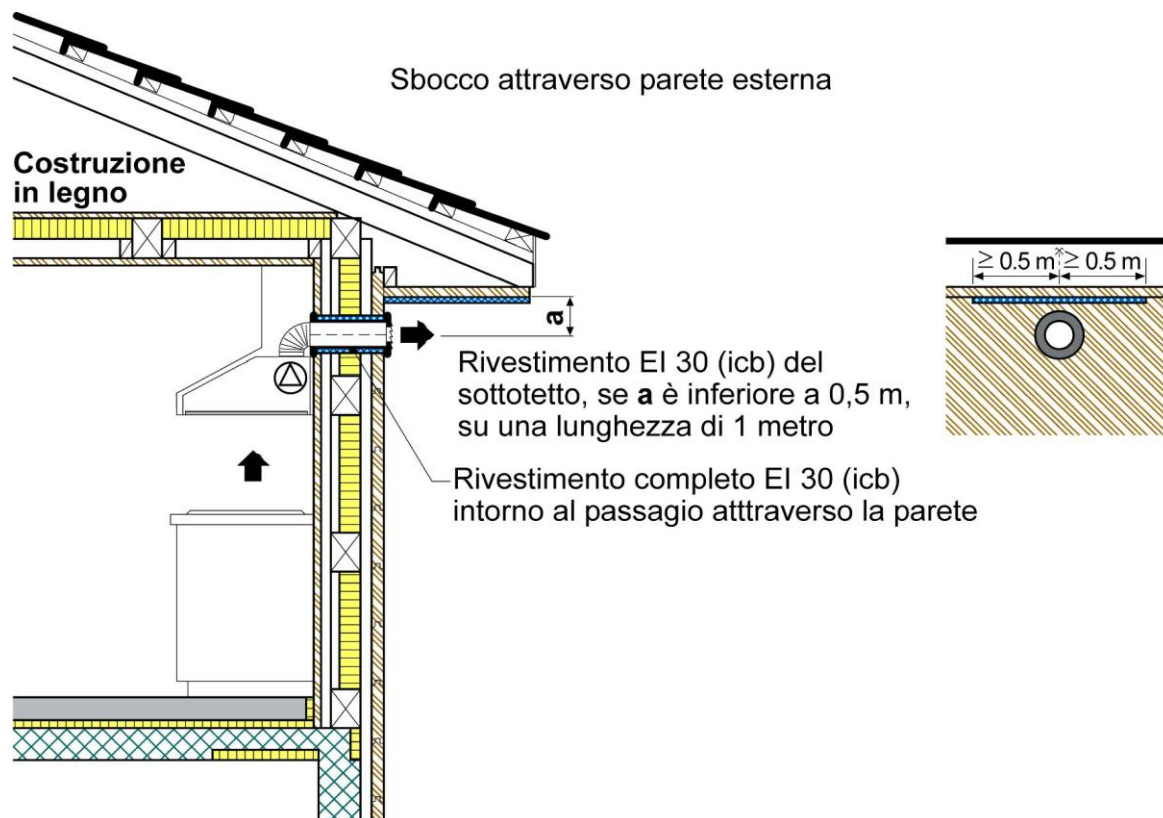 Sbocco attraverso parete esterna
Costruzione
in legno
≥ 0.5 m ≥ 0.5 m
a
Rivestimento EI 30 (icb) del
sottotetto, se a è inferiore a 0,5 m,
su una lunghezza di 1 metro
Rivestimento completo EI 30 (icb)
intorno al passagio atttraverso la parete